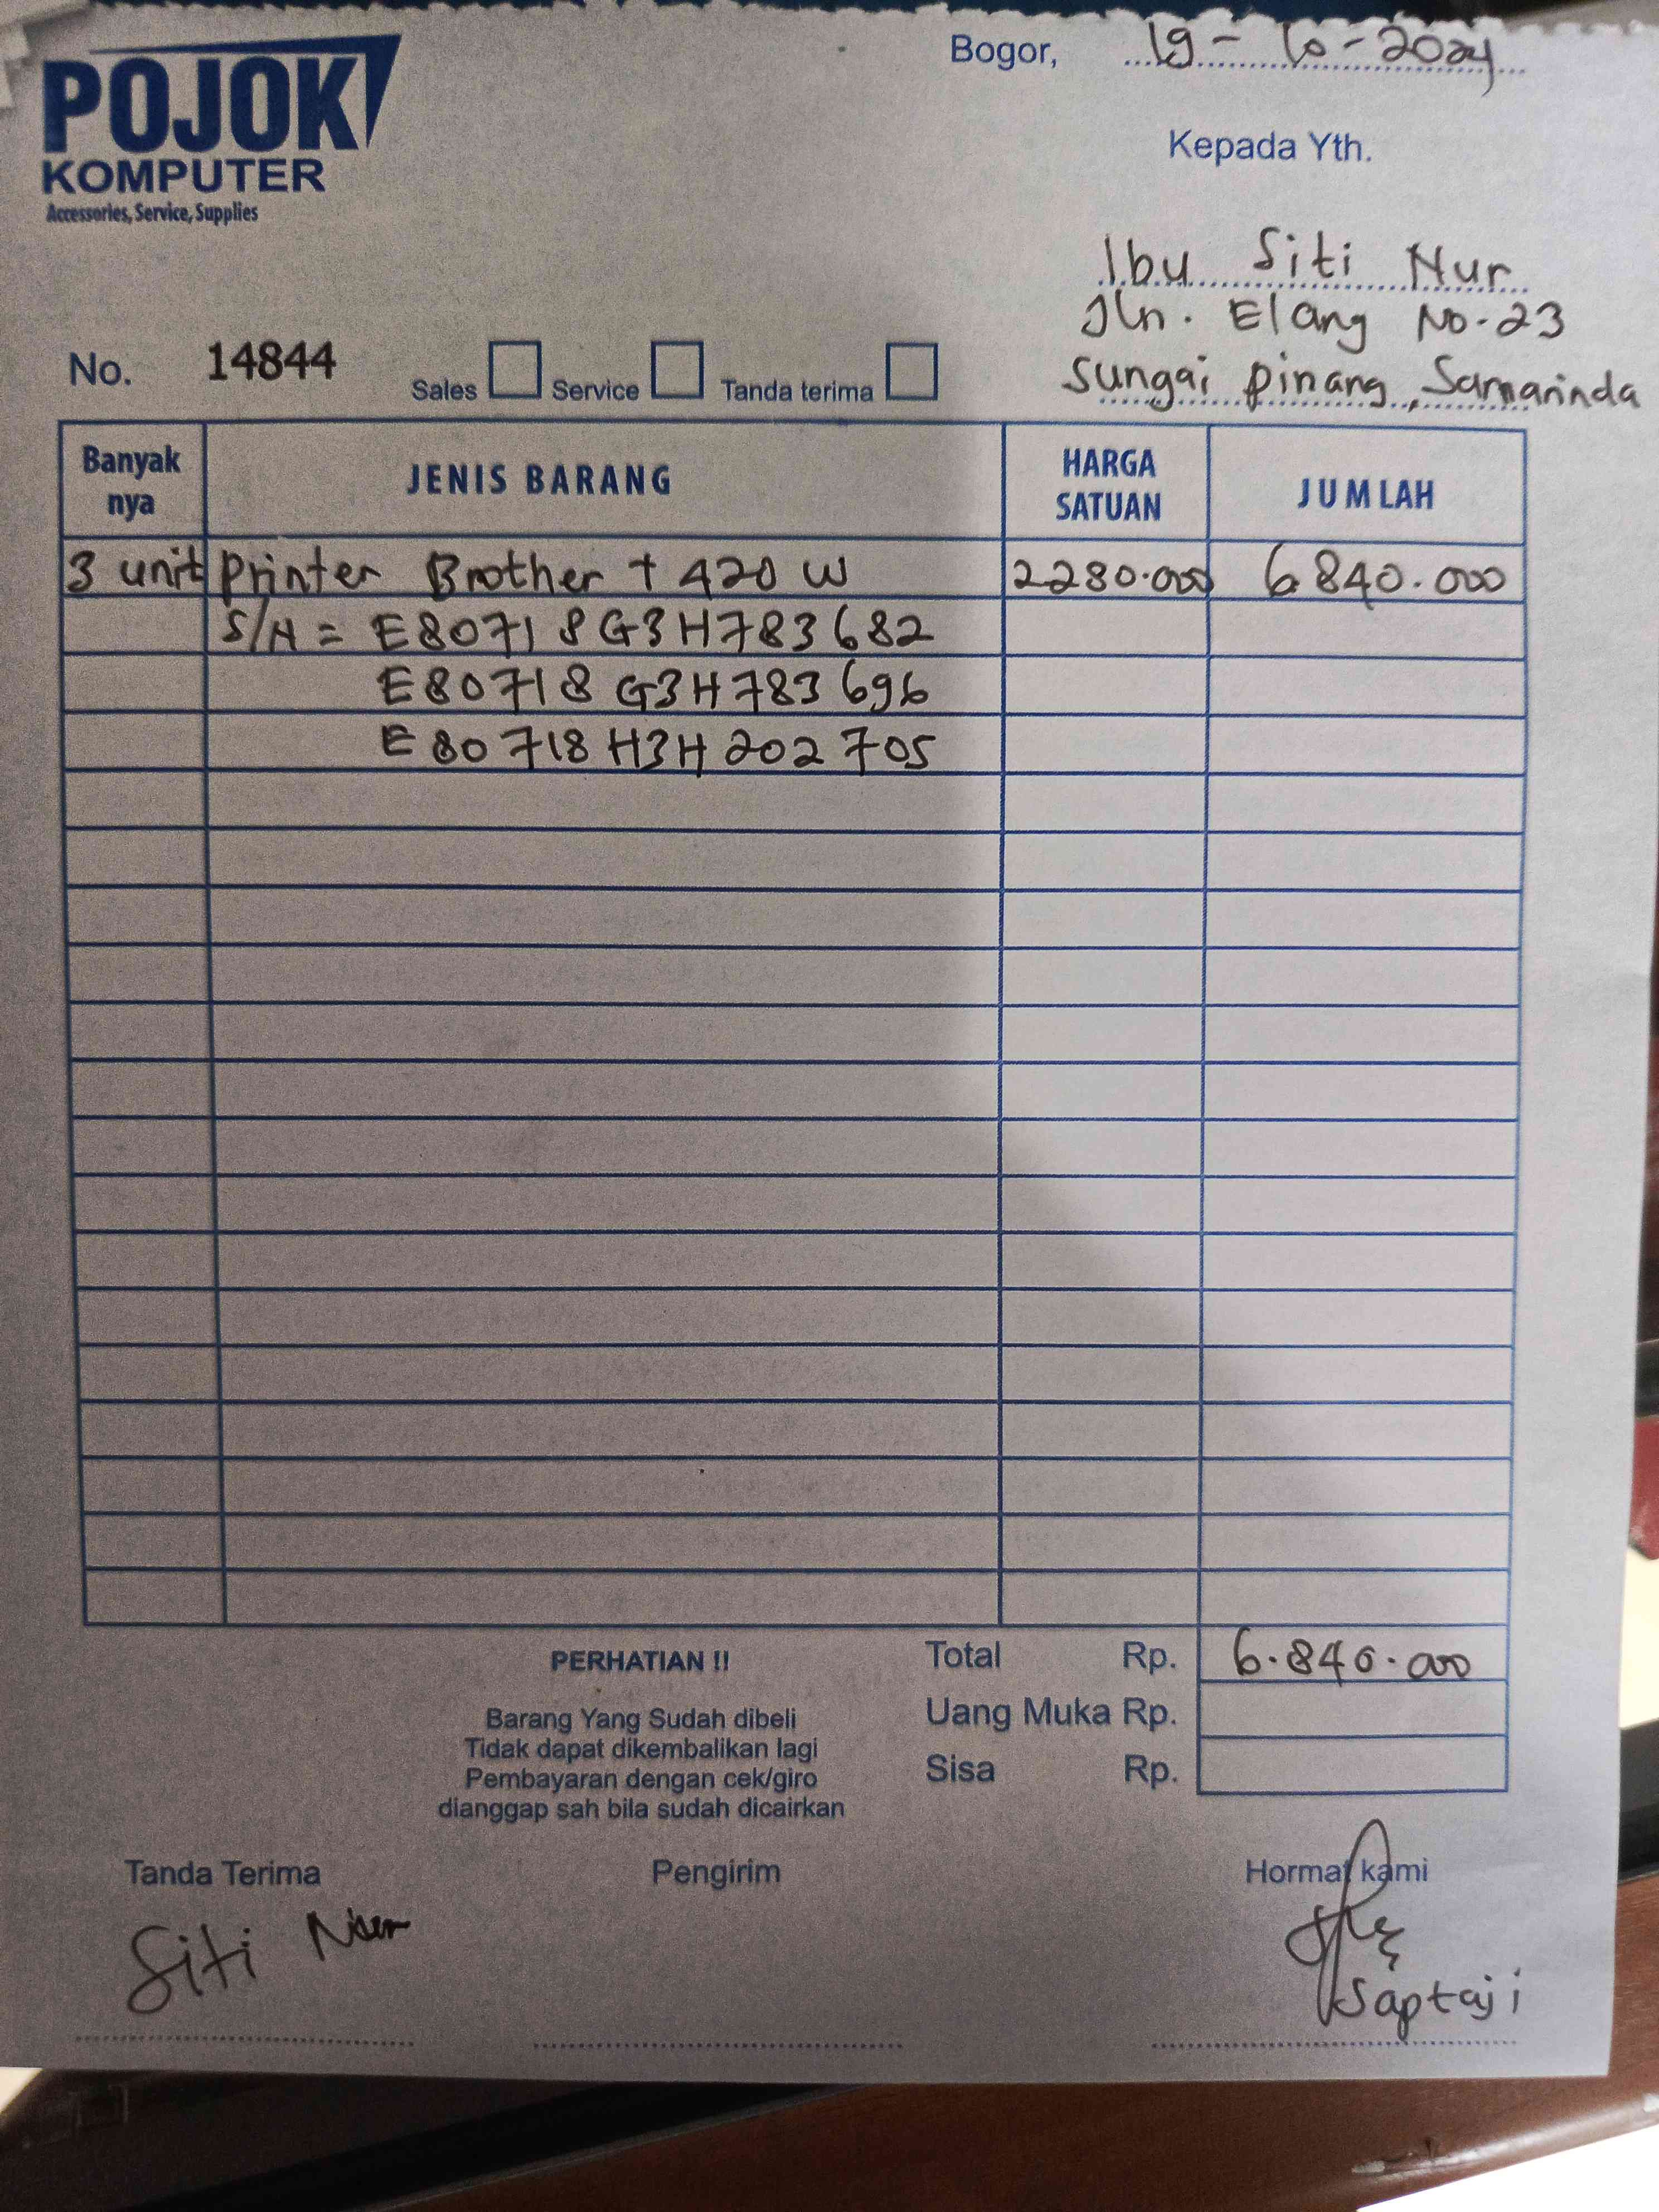 POJOK
KOMPUTER
Accessories, Service, Supplies
Bogor, 19 - 10 - 2024
Kepada Yth.
Ibu Siti Nur
Jln. Elang No. 23
Sungai pinang, Samarinda
No. 14844 Sales Service Tanda terima
Banyak nya JENIS BARANG HARGA SATUAN JUMLAH
3 unit Printer Brother T 420 W 2280.000 6.840.000
S/N = E80718G3H783682
E80718G3H783696
E80718H3H202705
PERHATIAN !!
Barang Yang Sudah dibeli
Tidak dapat dikembalikan lagi
Pembayaran dengan cek/giro
dianggap sah bila sudah dicairkan
Total Rp. 6.840.000
Uang Muka Rp.
Sisa Rp.
Tanda Terima Pengirim Hormat kami
Siti
Saptaji